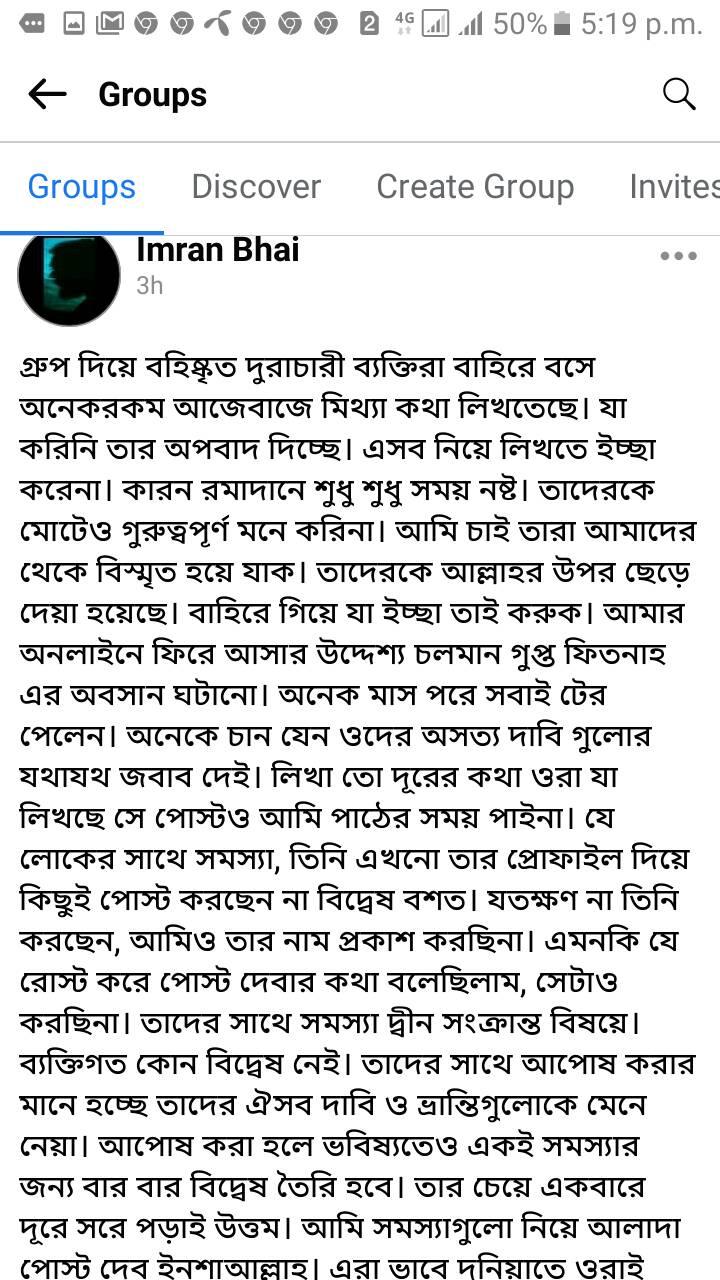 4G 50% 5:19 p.m.
Groups
Groups Discover Create Group Invites
Imran Bhai
3h
গ্রুপ দিয়ে বহিষ্কৃত দুরাচারী ব্যক্তিরা বাহিরে বসে
অনেকরকম আজেবাজে মিথ্যা কথা লিখতেছে। যা
করিনি তার অপবাদ দিচ্ছে। এসব নিয়ে লিখতে ইচ্ছা
করেনা। কারন রমাদানে শুধু শুধু সময় নষ্ট। তাদেরকে
মোটেও গুরুত্বপূর্ণ মনে করিনা। আমি চাই তারা আমাদের
থেকে বিস্মৃত হয়ে যাক। তাদেরকে আল্লাহর উপর ছেড়ে
দেয়া হয়েছে। বাহিরে গিয়ে যা ইচ্ছা তাই করুক। আমার
অনলাইনে ফিরে আসার উদ্দেশ্য চলমান গুপ্ত ফিতনাহ
এর অবসান ঘটানো। অনেক মাস পরে সবাই টের
পেলেন। অনেকে চান যেন ওদের অসত্য দাবি গুলোর
যথাযথ জবাব দেই। লিখা তো দূরের কথা ওরা যা
লিখছে সে পোস্টও আমি পাঠের সময় পাইনা। যে
লোকের সাথে সমস্যা, তিনি এখনো তার প্রোফাইল দিয়ে
কিছুই পোস্ট করছেন না বিদ্বেষ বশত। যতক্ষণ না তিনি
করছেন, আমিও তার নাম প্রকাশ করছিনা। এমনকি যে
রোস্ট করে পোস্ট দেবার কথা বলেছিলাম, সেটাও
করছিনা। তাদের সাথে সমস্যা দ্বীন সংক্রান্ত বিষয়ে।
ব্যক্তিগত কোন বিদ্বেষ নেই। তাদের সাথে আপোষ করার
মানে হচ্ছে তাদের ঐসব দাবি ও ভ্রান্তিগুলোকে মেনে
নেয়া। আপোষ করা হলে ভবিষ্যতেও একই সমস্যার
জন্য বার বার বিদ্বেষ তৈরি হবে। তার চেয়ে একবারে
দূরে সরে পড়াই উত্তম। আমি সমস্যাগুলো নিয়ে আলাদা
পোস্ট দেব ইনশাআল্লাহ। এরা ভাবে দুনিয়াতে ওরাই